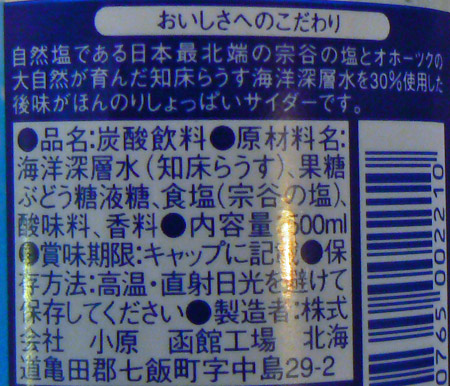 おいしさへのこだわり
自然塩である日本最北端の宗谷の塩とオホーツクの
大自然が育んだ知床らうす海洋深層水を30%使用した
後味がほんのりしょっぱいサイダーです。
●品名:炭酸飲料●原材料名:
海洋深層水(知床らうす)、果糖
ぶどう糖液糖、食塩(宗谷の塩)、
酸味料、香料●内容量:500ml
●賞味期限:キャップに記載●保
存方法:高温・直射日光を避けて
保存してください●製造者:株式
会社 小原 函館工場 北海
道亀田郡七飯町字中島29-2
0765 0022210